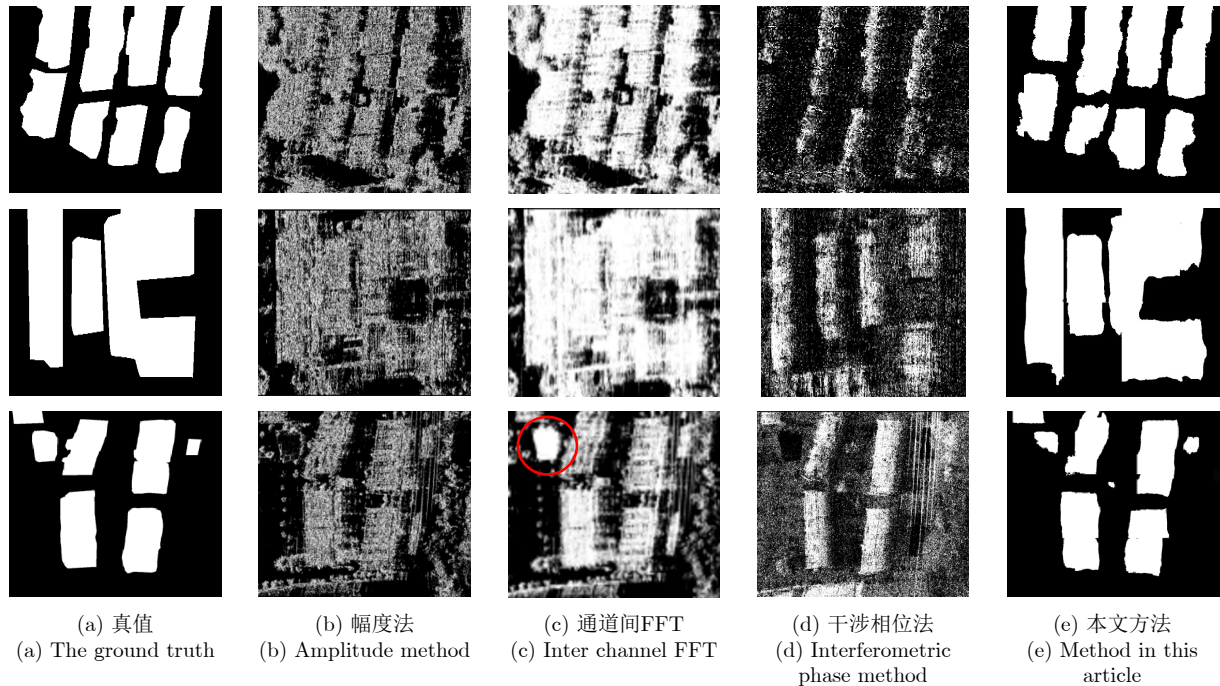 (a) 真值
(a) The ground truth
(b) 幅度法
(b) Amplitude method
(c) 通道间FFT
(c) Inter channel FFT
(d) 干涉相位法
(d) Interferometric
phase method
(e) 本文方法
(e) Method in this
article